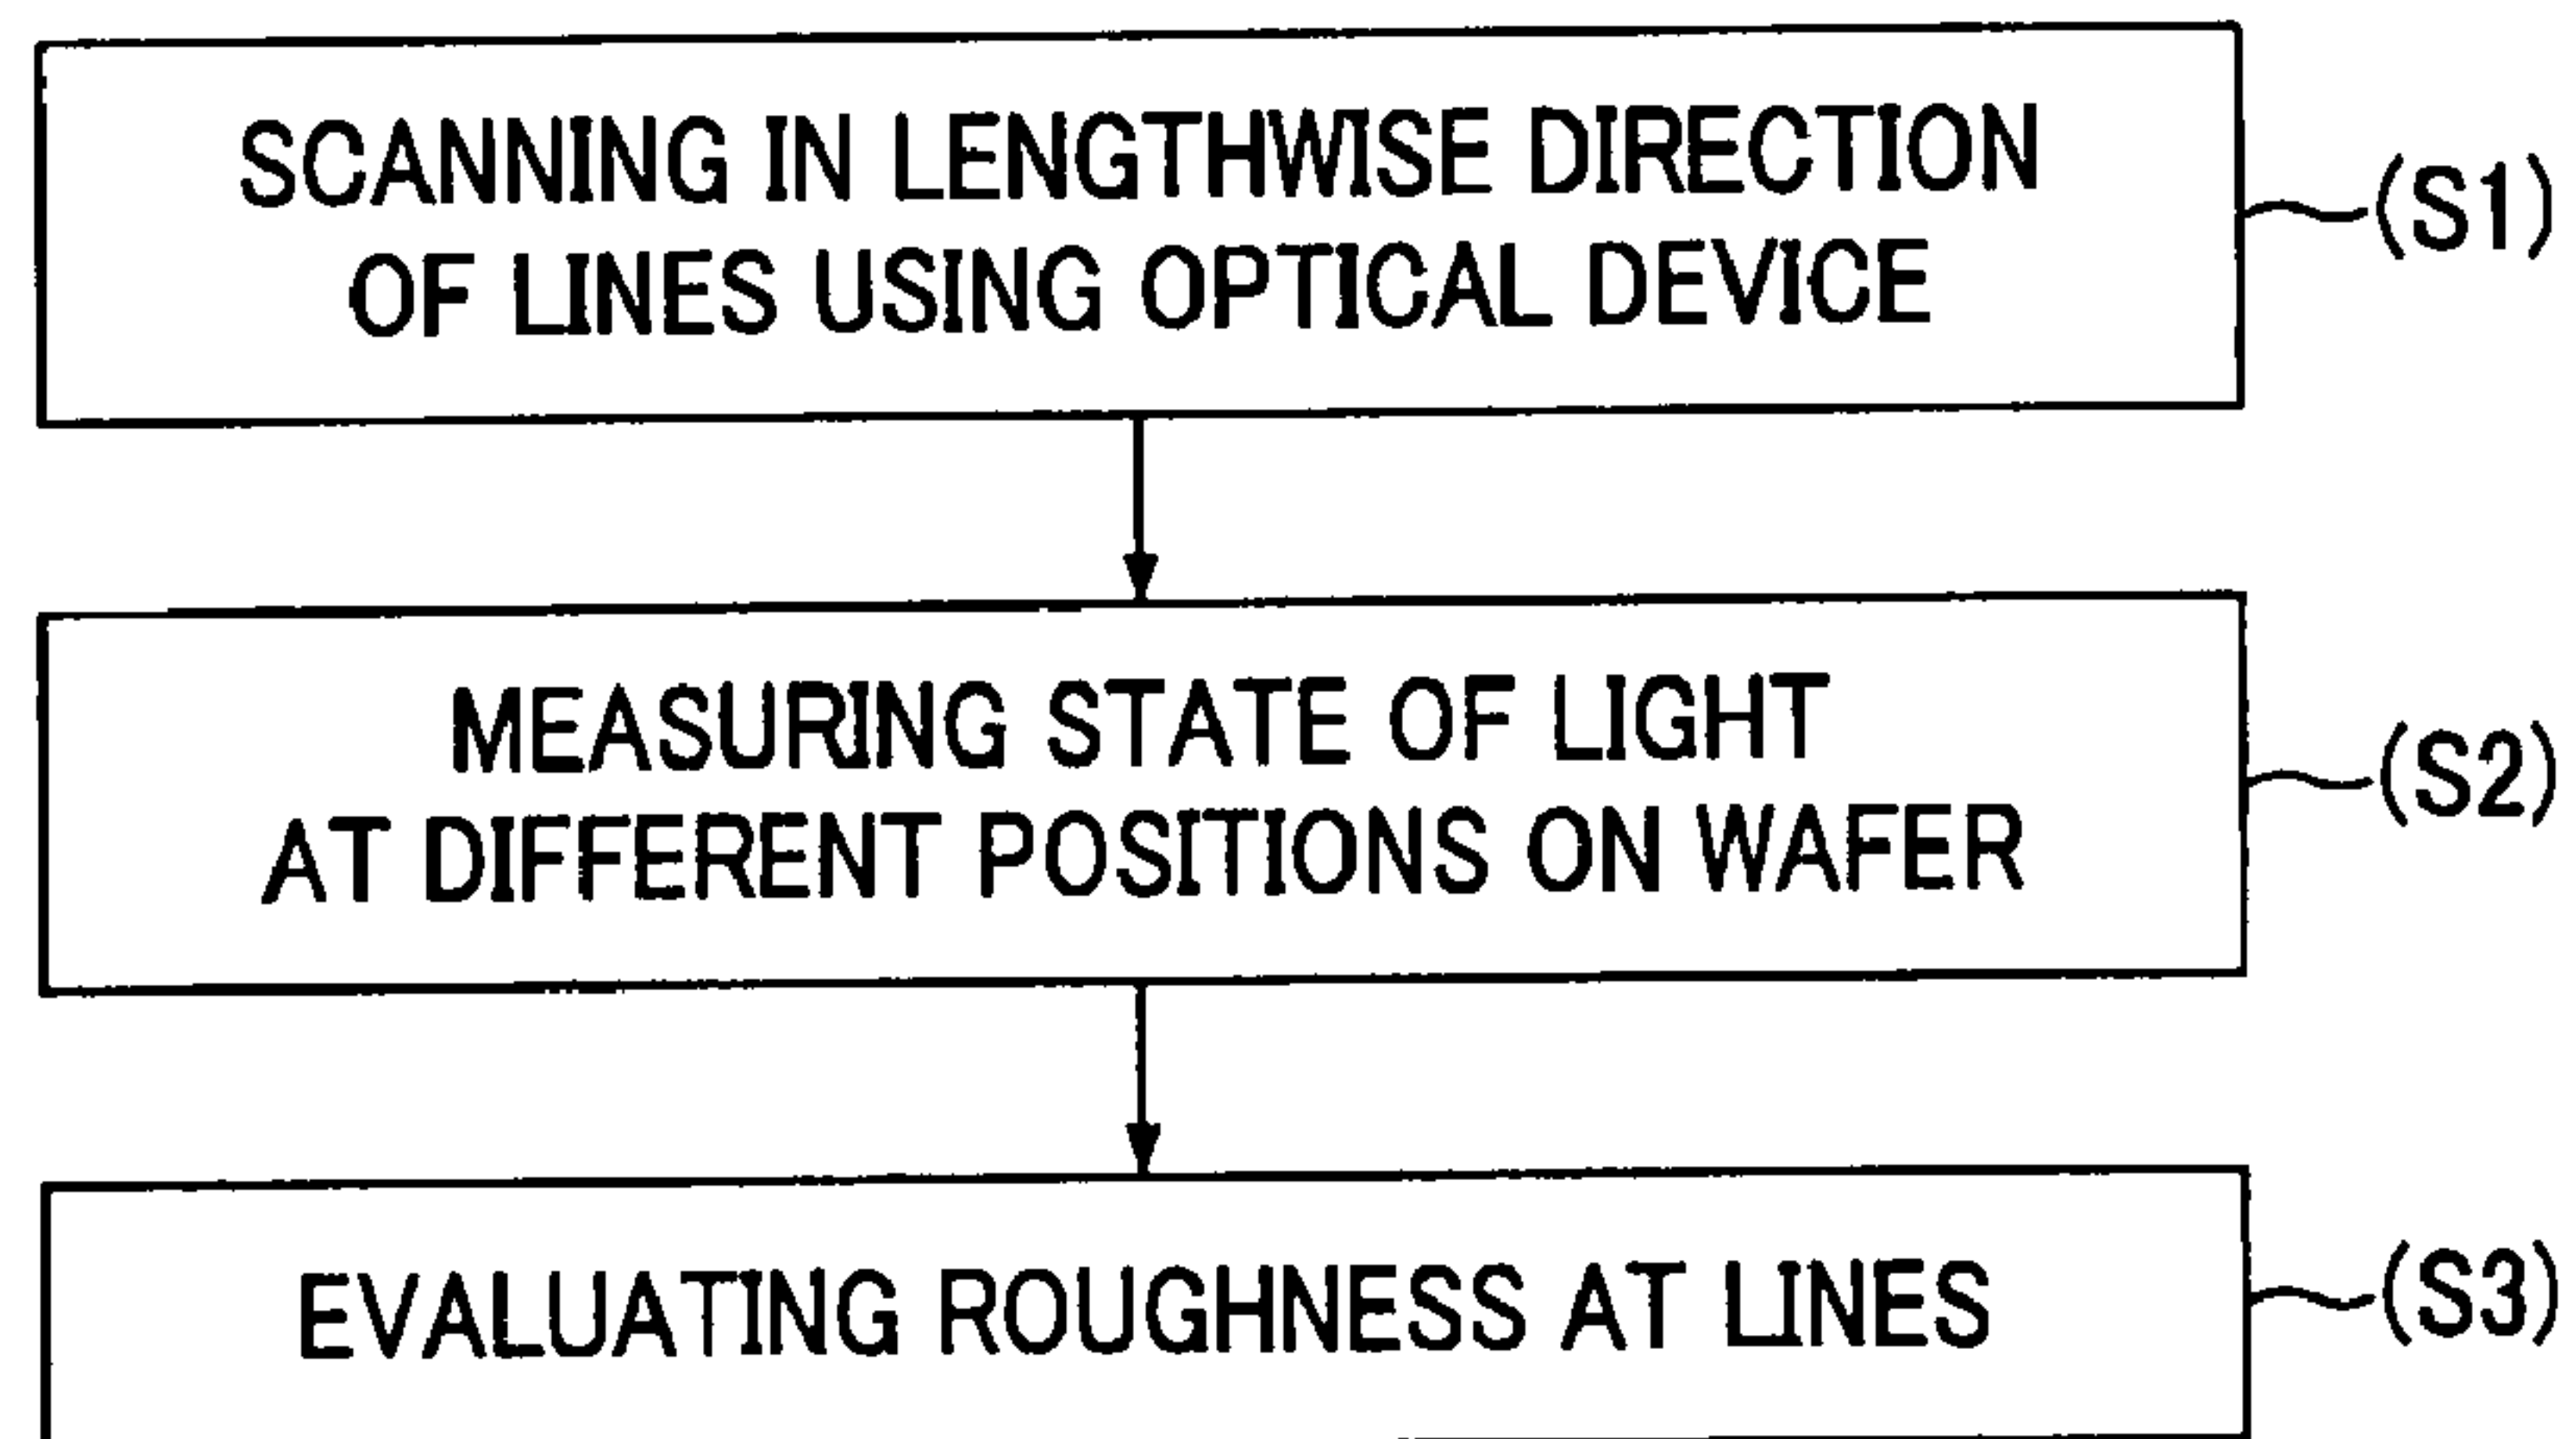 SCANNING IN LENGTHWISE DIRECTION
OF LINES USING OPTICAL DEVICE
(S1)
MEASURING STATE OF LIGHT
AT DIFFERENT POSITIONS ON WAFER
(S2)
EVALUATING ROUGHNESS AT LINES
(S3)